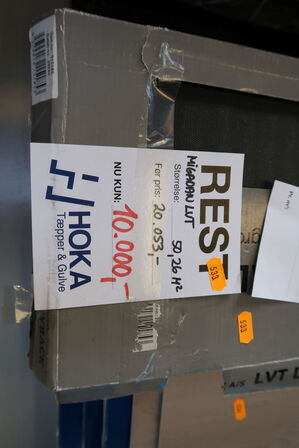 REST
MIGADAN LVT
Størrelse: 50,26 M²
Før pris: 20.053,-
NU KUN: 10.000,-
HOKA
Tæpper & Gulve
533
533
A/S LVT